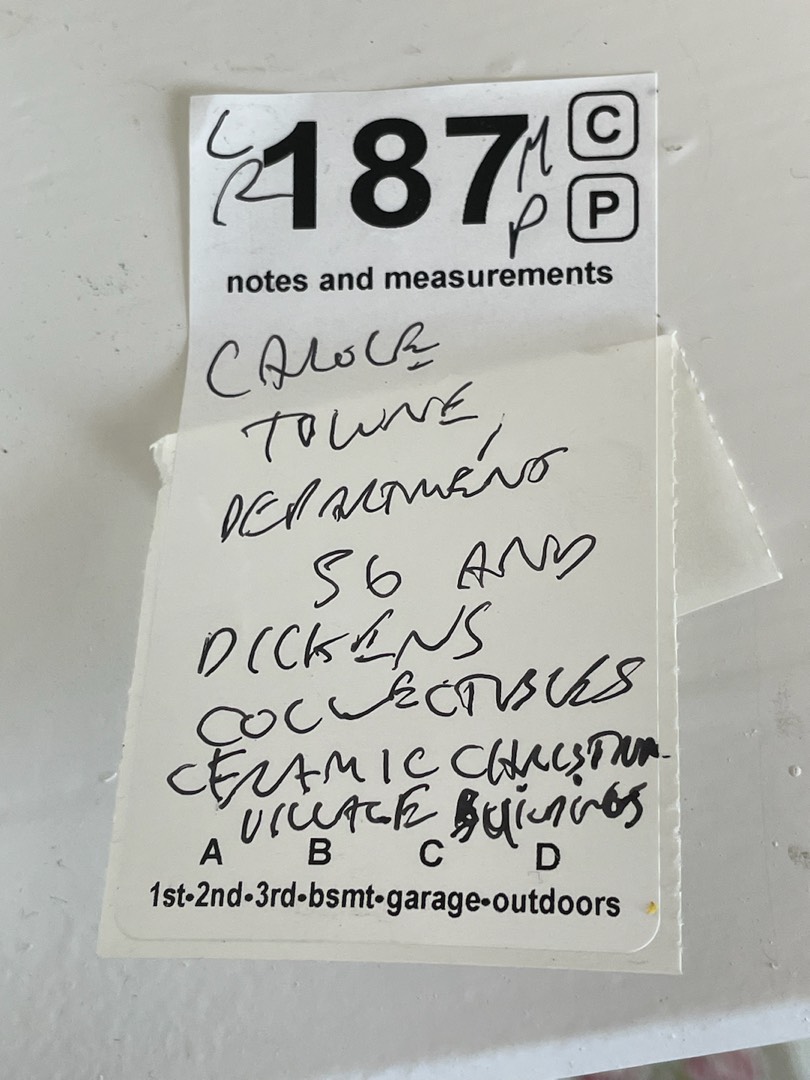 L 187 M C
R P P
notes and measurements
CAROLE
TOWNE,
DEPARTMENT
56 AND
DICKENS
COLLECTIBLES
CERAMIC CHRISTMA
VILLAGE BUILDINGS
A B C D
1st•2nd•3rd•bsmt•garage•outdoors